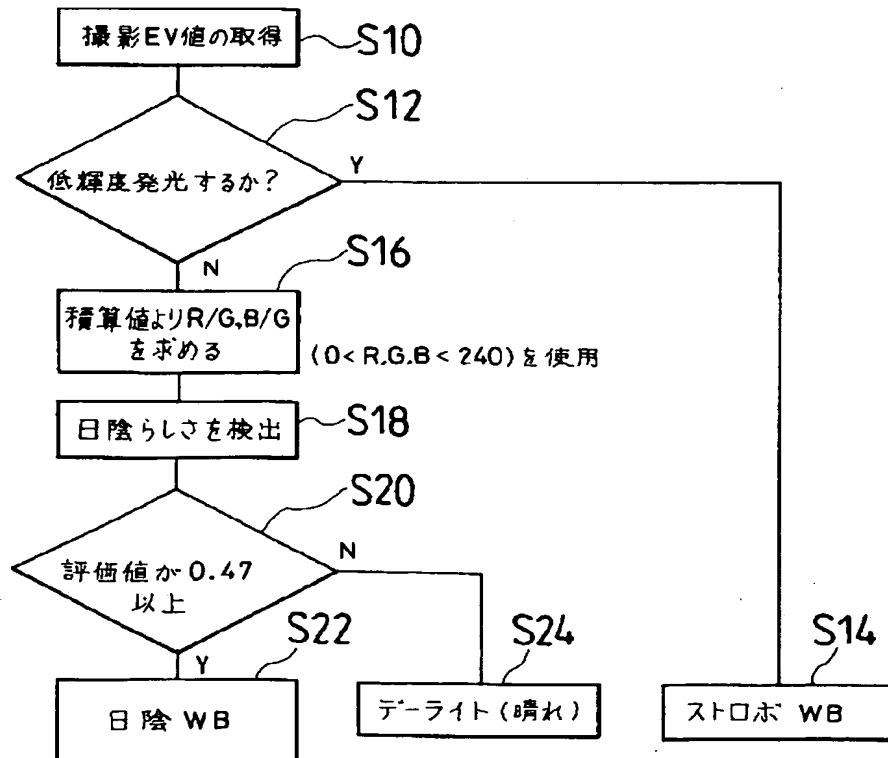 撮影EV値の取得
S10
S12
低輝度発光するか?
Y
N
S16
積算値よりR/G,B/G
を求める
(0<R,G,B<240)を使用
日陰らしさを検出
S18
S20
評価値が0.47
以上
N
Y
S22
日陰 WB
S24
デーライト(晴れ)
S14
ストロボ WB